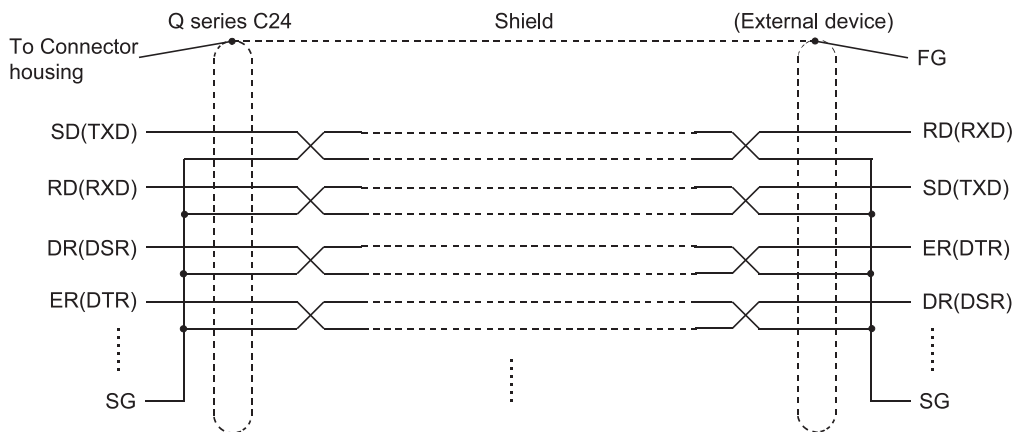 Q series C24
Shield
(External device)
To Connector
housing
FG
SD(TXD)
RD(RXD)
RD(RXD)
SD(TXD)
DR(DSR)
ER(DTR)
ER(DTR)
DR(DSR)
SG
SG